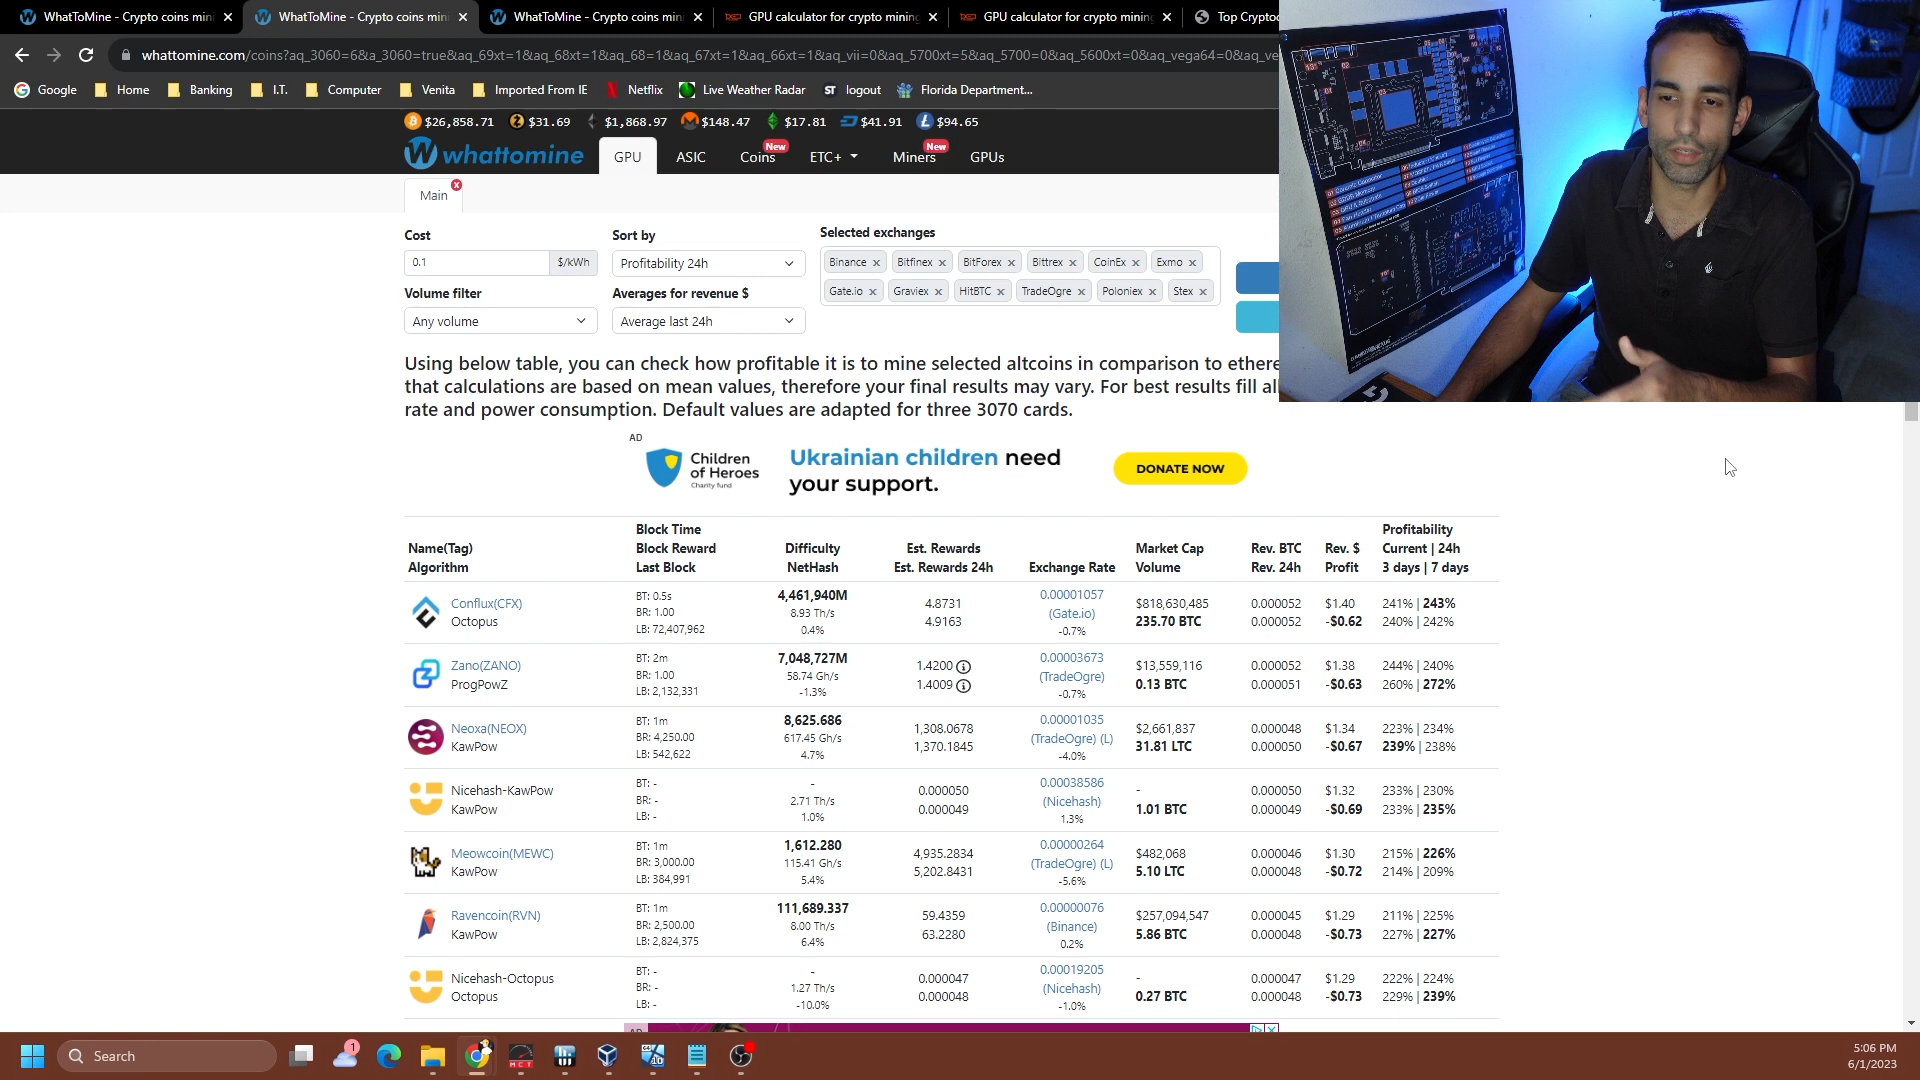 WhatToMine - Crypto coins mini
WhatToMine - Crypto coins mini
WhatToMine - Crypto coins mini
GPU calculator for crypto mining
GPU calculator for crypto mining
Top Cryptoc
whattomine.com/coins?aq_3060=6&a_3060=true&aq_69xt=1&aq_68xt=1&aq_68=1&aq_67xt=1&aq_66xt=1&aq_vii=0&aq_5700xt=5&aq_5700=0&aq_5600xt=0&aq_vega64=0&aq_ve
Google Home Banking I.T. Computer Venita Imported From IE Netflix Live Weather Radar ST logout Florida Department...
$26,858.71 $31.69 $1,868.97 $148.47 $17.81 $41.91 $94.65
whattomine GPU ASIC Coins New ETC+ Miners New GPUs
Main
Cost Sort by Selected exchanges
0.1 $/kWh Profitability 24h Binance Bitfinex BitForex Bittrex CoinEx Exmo
Volume filter Averages for revenue $ Gate.io Graviex HitBTC TradeOgre Poloniex Stex
Any volume Average last 24h
Using below table, you can check how profitable it is to mine selected altcoins in comparison to ethere
that calculations are based on mean values, therefore your final results may vary. For best results fill al
rate and power consumption. Default values are adapted for three 3070 cards.
AD
Children of Heroes
Charity fund
Ukrainian children need
your support.
DONATE NOW
Block Time Profitability
Name(Tag) Block Reward Difficulty Est. Rewards Market Cap Rev. BTC Rev. $ Current | 24h
Algorithm Last Block NetHash Est. Rewards 24h Exchange Rate Volume Rev. 24h Profit 3 days | 7 days
BT: 0.5s 4,461,940M 0.00001057
Conflux(CFX) BR: 1.00 8.93 Th/s 4.8731 (Gate.io) $818,630,485 0.000052 $1.40 241% | 243%
Octopus LB: 72,407,962 0.4% 4.9163 -0.7% 235.70 BTC 0.000052 -$0.62 240% | 242%
BT: 2m 7,048,727M 0.00003673
Zano(ZANO) BR: 1.00 58.74 Gh/s 1.4200 (TradeOgre) $13,559,116 0.000052 $1.38 244% | 240%
ProgPowZ LB: 2,132,331 -1.3% 1.4009 -0.7% 0.13 BTC 0.000051 -$0.63 260% | 272%
BT: 1m 8,625.686 0.00001035
Neoxa(NEOX) BR: 4,250.00 617.45 Gh/s 1,308.0678 (TradeOgre) (L) $2,661,837 0.000048 $1.34 223% | 234%
KawPow LB: 542,622 4.7% 1,370.1845 -4.0% 31.81 LTC 0.000050 -$0.67 239% | 238%
BT: - - 0.00038586
Nicehash-KawPow BR: - 2.71 Th/s 0.000050 (Nicehash) - 0.000050 $1.32 233% | 230%
KawPow LB: - 1.0% 0.000049 1.3% 1.01 BTC 0.000049 -$0.69 233% | 235%
BT: 1m 1,612.280 0.00000264
Meowcoin(MEWC) BR: 3,000.00 115.41 Gh/s 4,935.2834 (TradeOgre) (L) $482,068 0.000046 $1.30 215% | 226%
KawPow LB: 384,991 5.4% 5,202.8431 -5.6% 5.10 LTC 0.000048 -$0.72 214% | 209%
BT: 1m 111,689.337 0.00000076
Ravencoin(RVN) BR: 2,500.00 8.00 Th/s 59.4359 (Binance) $257,094,547 0.000045 $1.29 211% | 225%
KawPow LB: 2,824,375 6.4% 63.2280 0.2% 5.86 BTC 0.000048 -$0.73 227% | 227%
BT: - - 0.00019205
Nicehash-Octopus BR: - 1.27 Th/s 0.000047 (Nicehash) - 0.000047 $1.29 222% | 224%
Octopus LB: - -10.0% 0.000048 -1.0% 0.27 BTC 0.000048 -$0.73 229% | 239%
Search
1
MCT
5:06 PM
6/1/2023